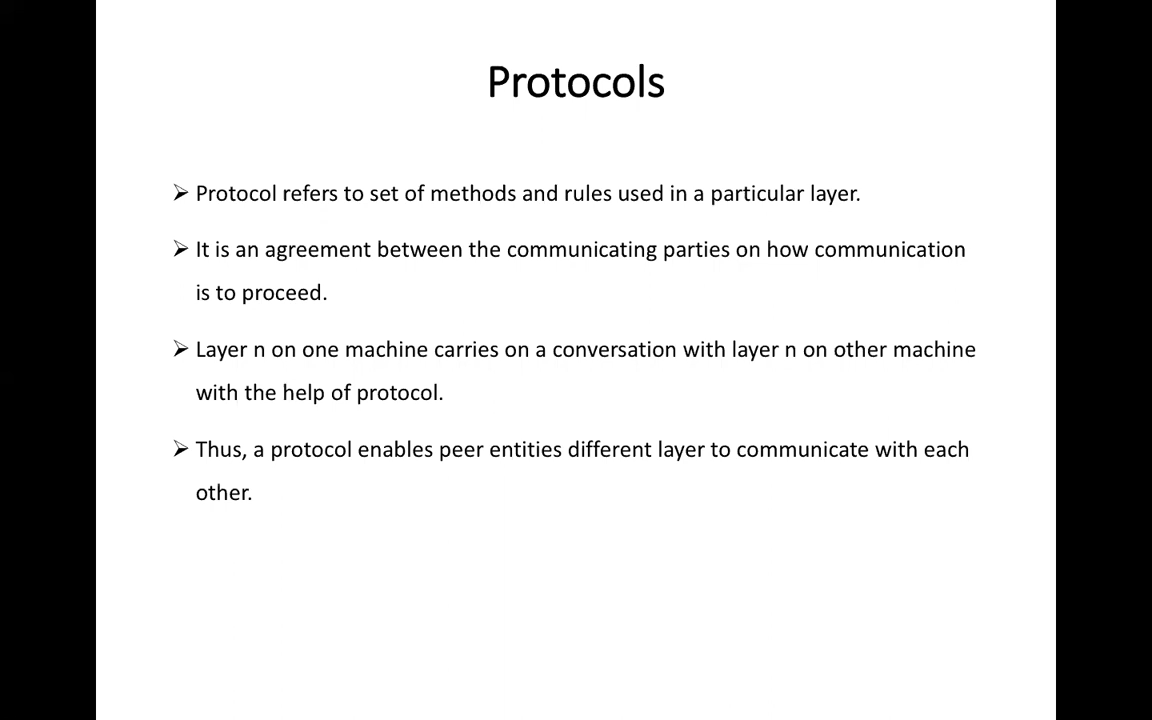 Protocols
➢ Protocol refers to set of methods and rules used in a particular layer.
➢ It is an agreement between the communicating parties on how communication
is to proceed.
➢ Layer n on one machine carries on a conversation with layer n on other machine
with the help of protocol.
➢ Thus, a protocol enables peer entities different layer to communicate with each
other.